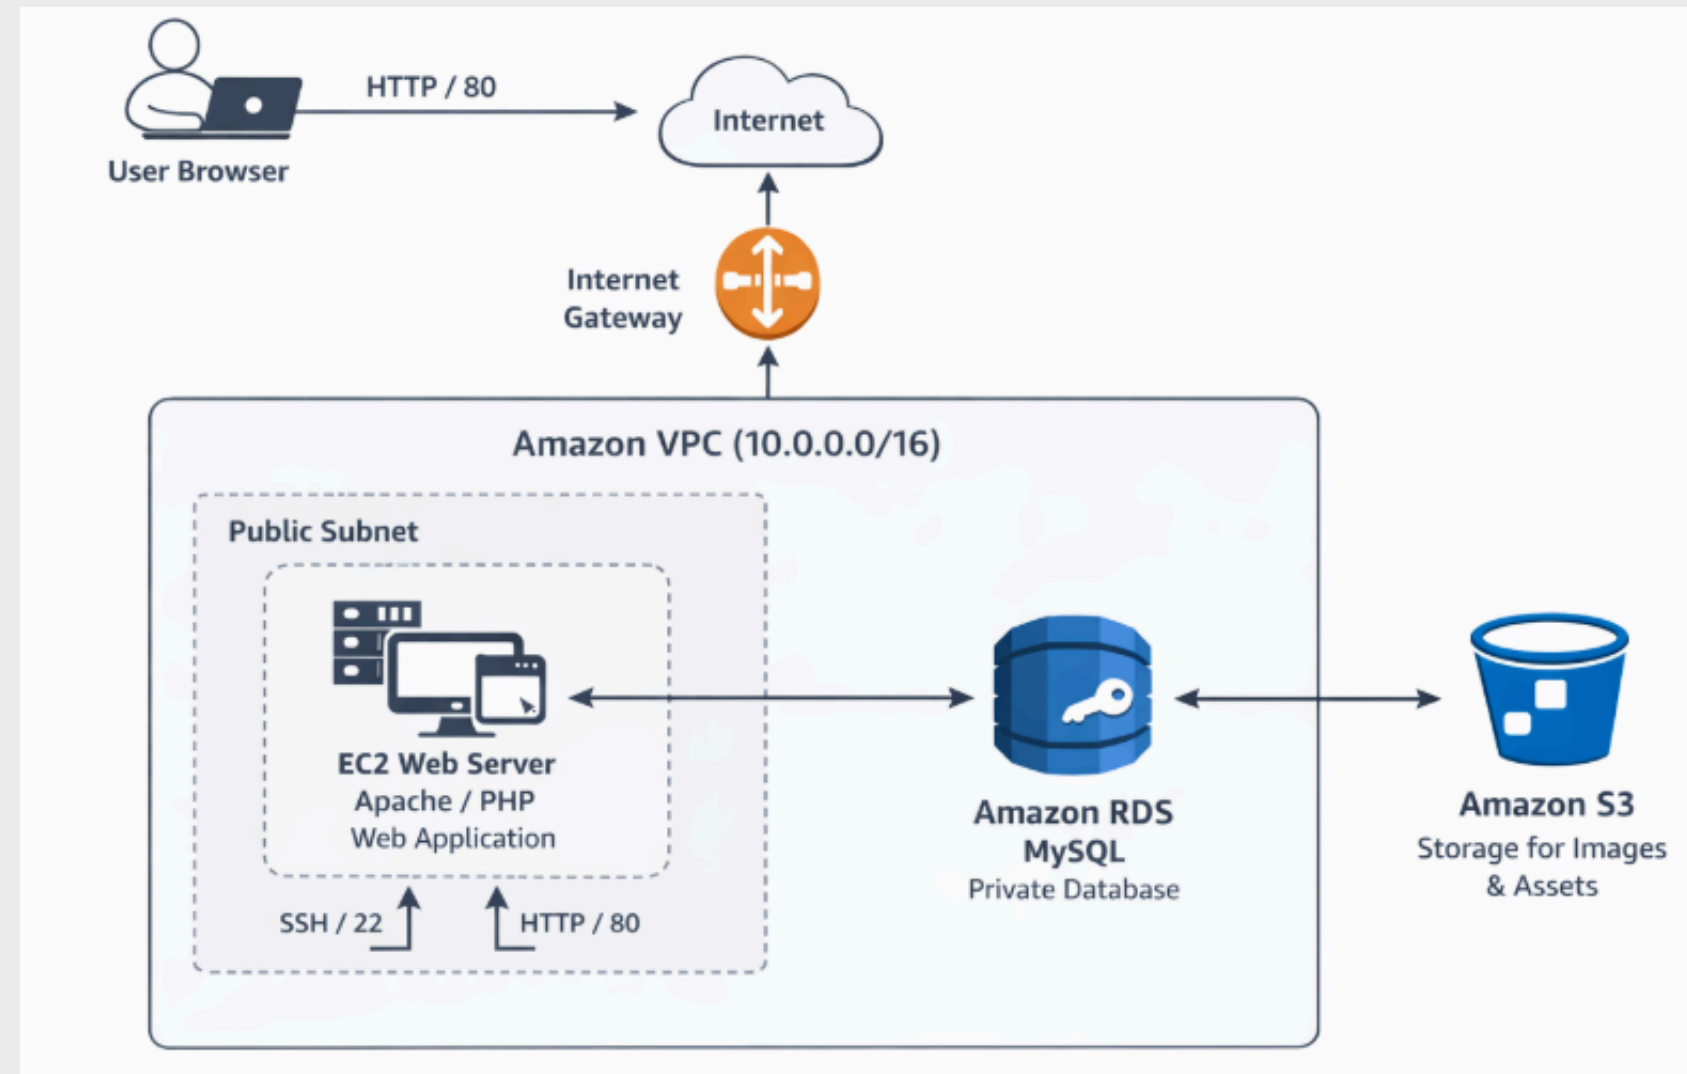 HTTP / 80
Internet
User Browser
Internet
Gateway
Amazon VPC (10.0.0.0/16)
Public Subnet
EC2 Web Server
Apache / PHP
Web Application
SSH / 22
HTTP / 80
Amazon RDS
MySQL
Private Database
Amazon S3
Storage for Images
& Assets